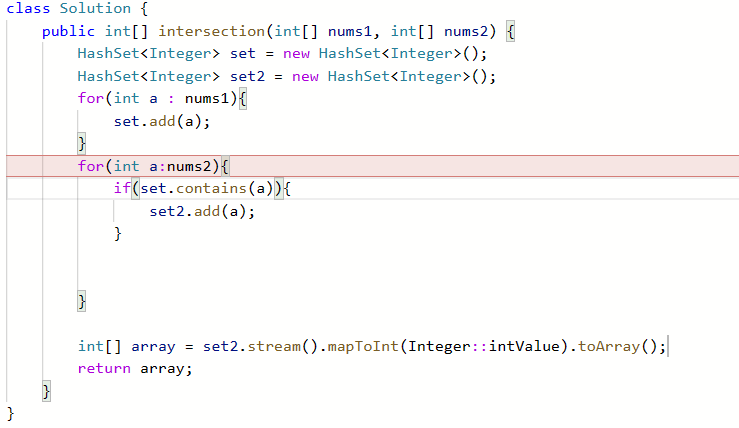 class Solution {
    public int[] intersection(int[] nums1, int[] nums2) {
        HashSet<Integer> set = new HashSet<Integer>();
        HashSet<Integer> set2 = new HashSet<Integer>();
        for(int a : nums1){
            set.add(a);
        }
        for(int a:nums2){
            if(set.contains(a)){
                set2.add(a);
            }
        }
        int[] array = set2.stream().mapToInt(Integer::intValue).toArray();
        return array;
    }
}